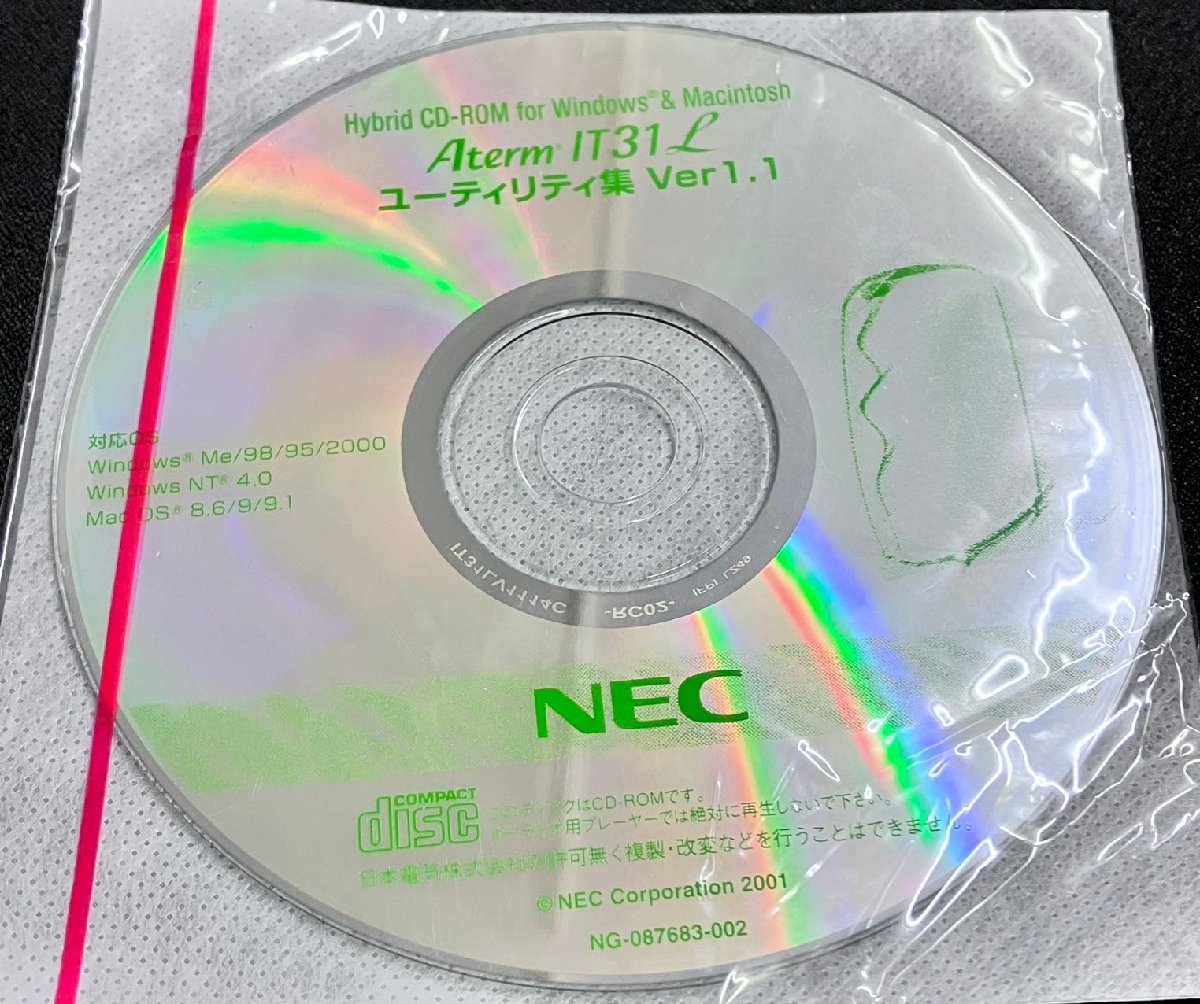 Hybrid CD-ROM for Windows® & Macintosh
Aterm IT31L
ユーティリティ集 Ver1.1
対応OS
Windows® Me/98/95/2000
Windows NT® 4.0
Mac OS® 8.6/9/9.1
IT31LV1114C -RC02- IFPI LZ49
NEC
COMPACT disc
このディスクはCD-ROMです。
オーディオ用プレーヤーでは絶対に再生しないで下さい。
日本電気株式会社の許可無く複製・改変などを行うことはできません。
© NEC Corporation 2001
NG-087683-002